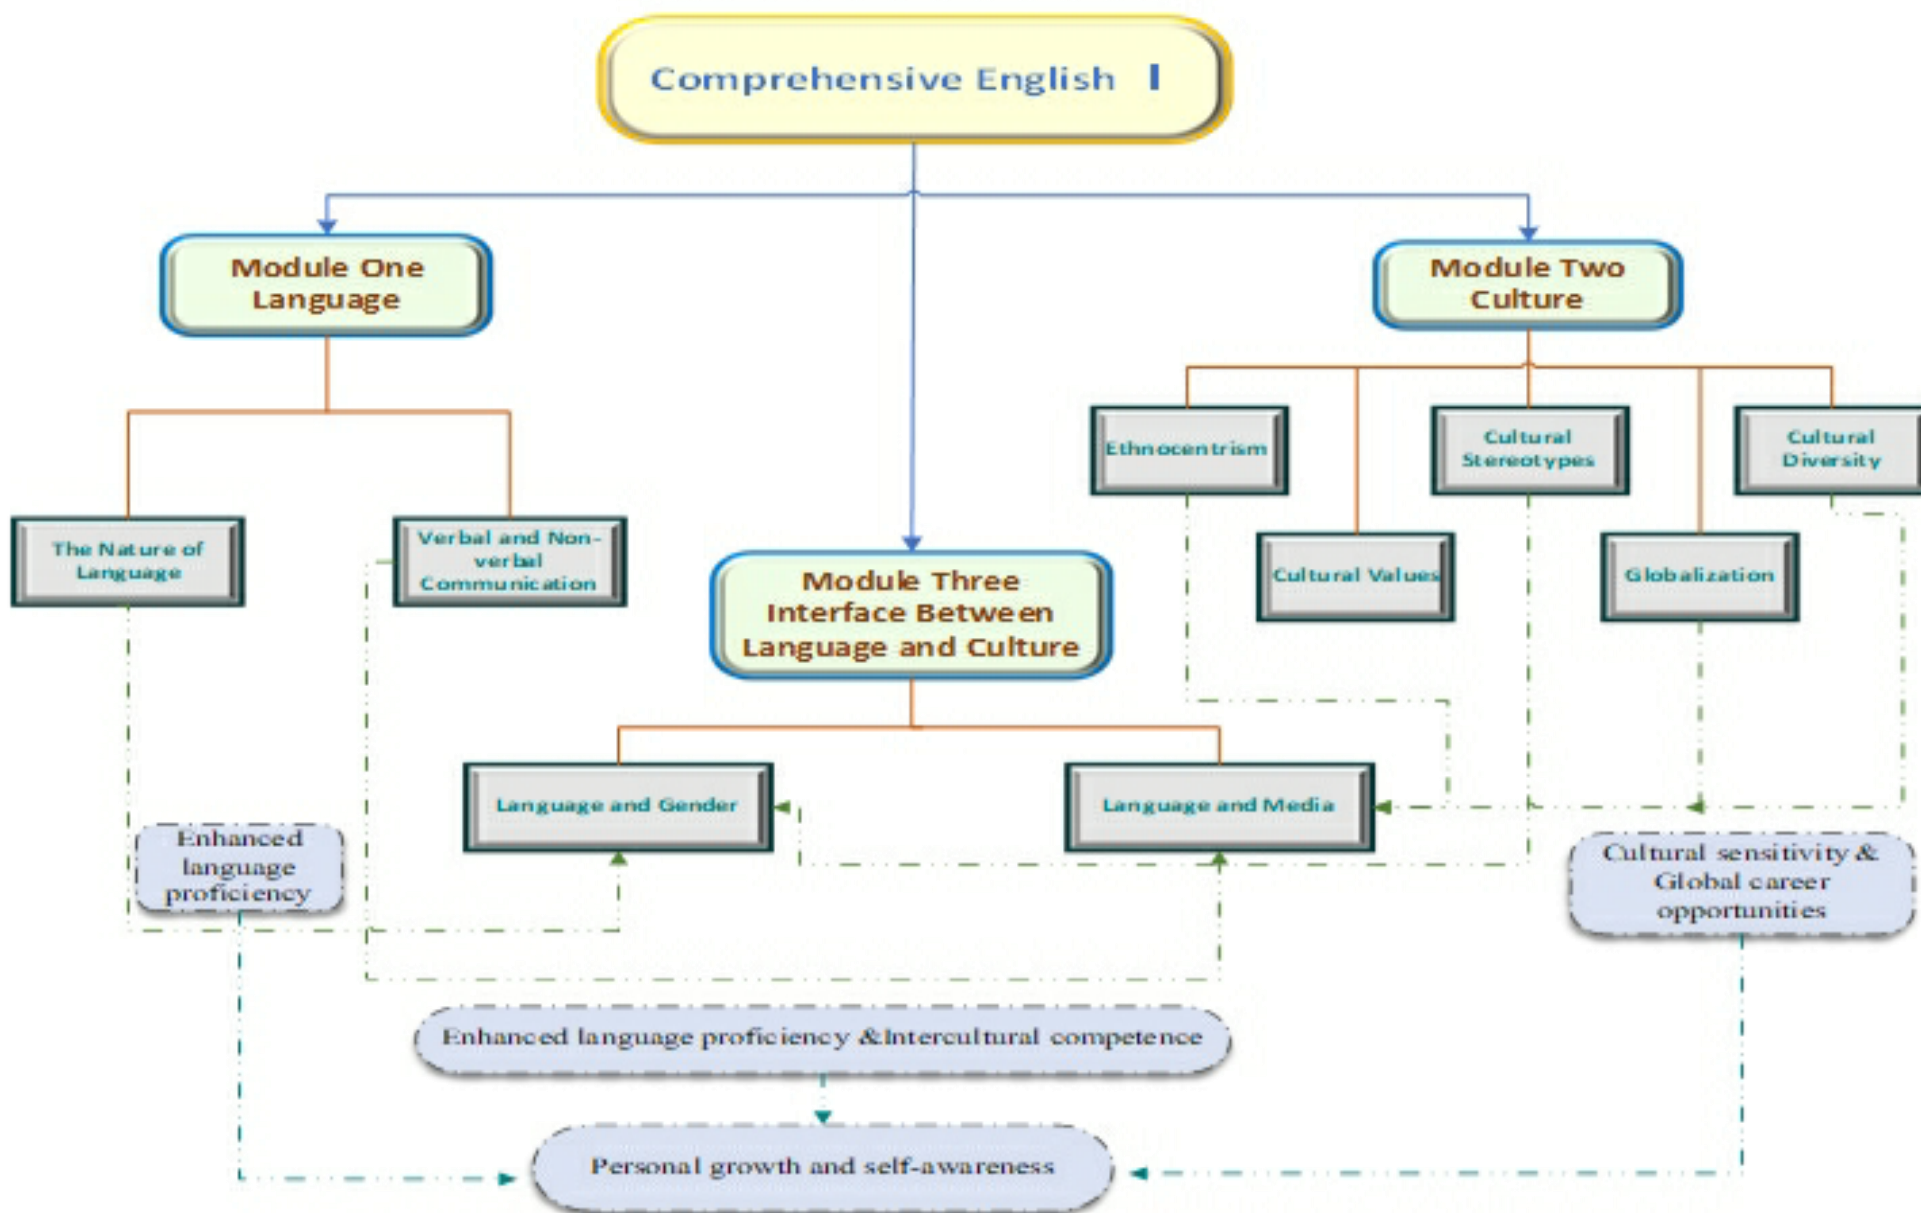 Comprehensive English I
Module One
Language
Module Two
Culture
Ethnocentrism
Cultural
Stereotypes
Cultural
Diversity
The Nature of
Language
Verbal and Non-
verbal
Communication
Cultural Values
Globalization
Module Three
Interface Between
Language and Culture
Language and Gender
Language and Media
Enhanced
language
proficiency
Cultural sensitivity &
Global career
opportunities
Enhanced language proficiency &Intercultural competence
Personal growth and self-awareness